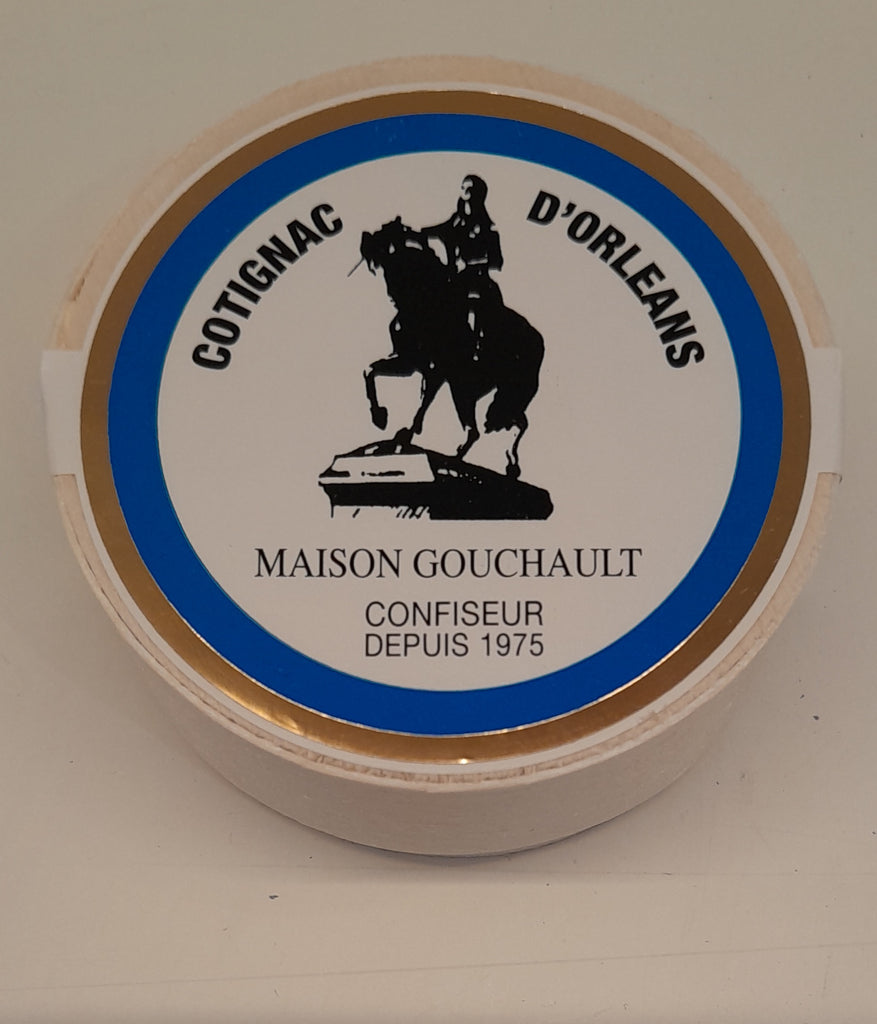 COTIGNAC D'ORLEANS
MAISON GOUCHAULT
CONFISEUR
DEPUIS 1975